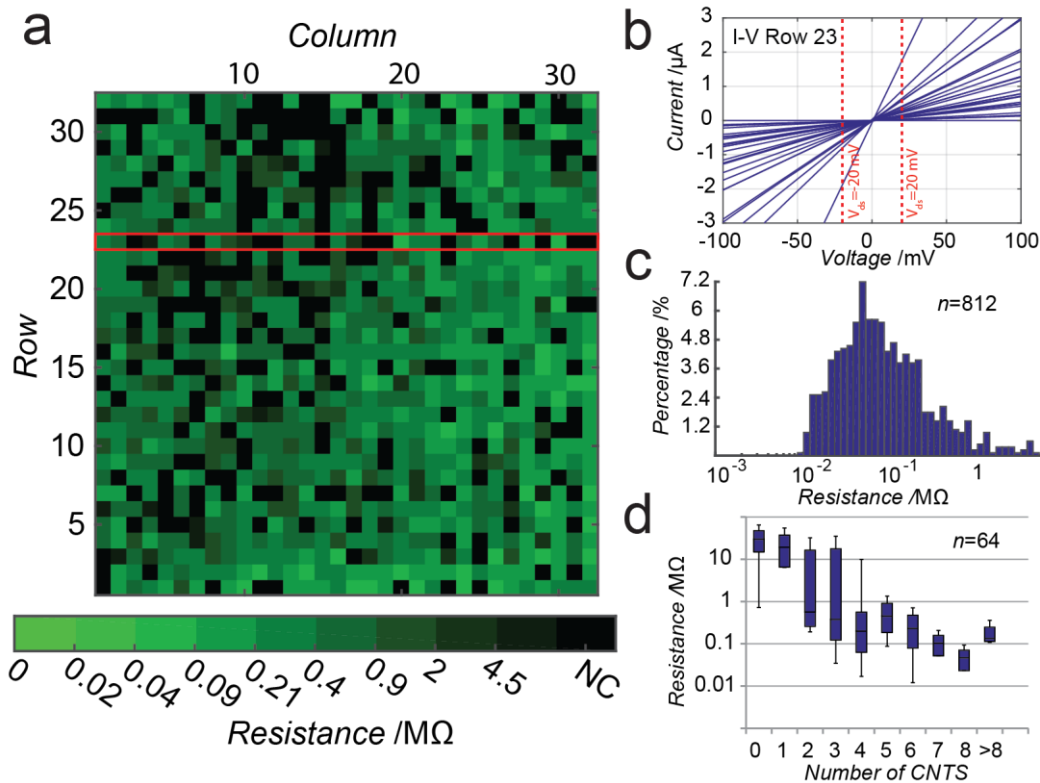 a
Column
10 20 30
Row
30
25
20
15
10
5
0 0.02 0.04 0.09 0.21 0.4 0.9 2 4.5 NC
Resistance /MΩ
b
I-V Row 23
Current /µA
3
2
1
0
-1
-2
-3
V_ds=-20 mV
V_ds=20 mV
-100 -50 0 50 100
Voltage /mV
c
n=812
Percentage /%
7.2
6
4.8
3.6
2.4
1.2
10⁻³ 10⁻² 10⁻¹ 1
Resistance /MΩ
d
n=64
Resistance /MΩ
10
1
0.1
0.01
0 1 2 3 4 5 6 7 8 >8
Number of CNTS